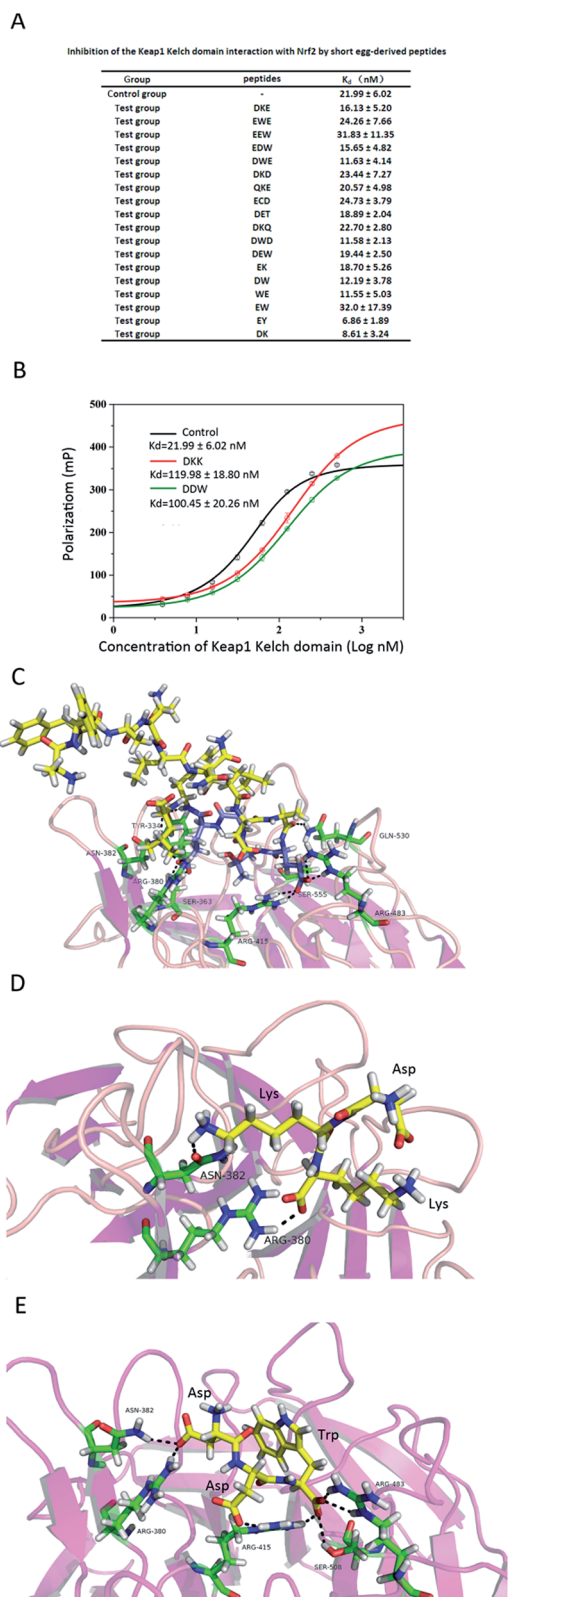 A
Inhibition of the Keap1 Kelch domain interaction with Nrf2 by short egg-derived peptides
Group peptides Kd (nM)
Control group - 21.99 ± 6.02
Test group DKE 16.13 ± 5.20
Test group EWE 24.26 ± 7.66
Test group EEW 31.83 ± 11.35
Test group EDW 15.65 ± 4.82
Test group DWE 11.63 ± 4.14
Test group DKD 23.44 ± 7.27
Test group QKE 20.57 ± 4.98
Test group ECD 24.73 ± 3.79
Test group DET 18.89 ± 2.04
Test group DKQ 22.70 ± 2.80
Test group DWD 11.58 ± 2.13
Test group DEW 19.44 ± 2.50
Test group EK 18.70 ± 5.26
Test group DW 12.19 ± 3.78
Test group WE 11.55 ± 5.03
Test group EW 32.0 ± 17.39
Test group EY 6.86 ± 1.89
Test group DK 8.61 ± 3.24
B
500
400
300
200
100
0
Polarizatiom (mP)
Control
Kd=21.99 ± 6.02 nM
DKK
Kd=119.98 ± 18.80 nM
DDW
Kd=100.45 ± 20.26 nM
0 1 2 3
Concentration of Keap1 Kelch domain (Log nM)
C
TYR-334
GLN-530
ASN-382
ARG-380
SER-363
SER-555
ARG-483
ARG-415
D
Asp
Lys
ASN-382
Lys
ARG-380
E
Asp
ASN-382
Trp
Asp
ARG-483
ARG-380
ARG-415
SER-508